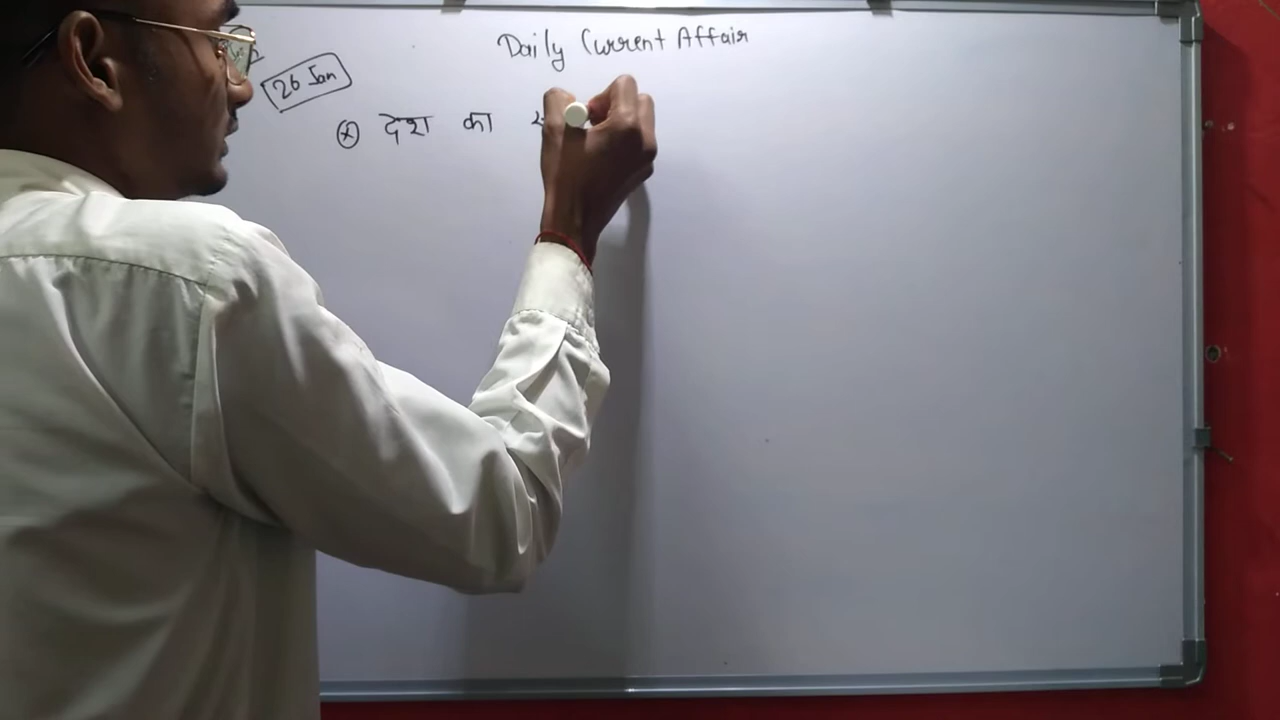 Daily Current Affair
26 Jan
देश का